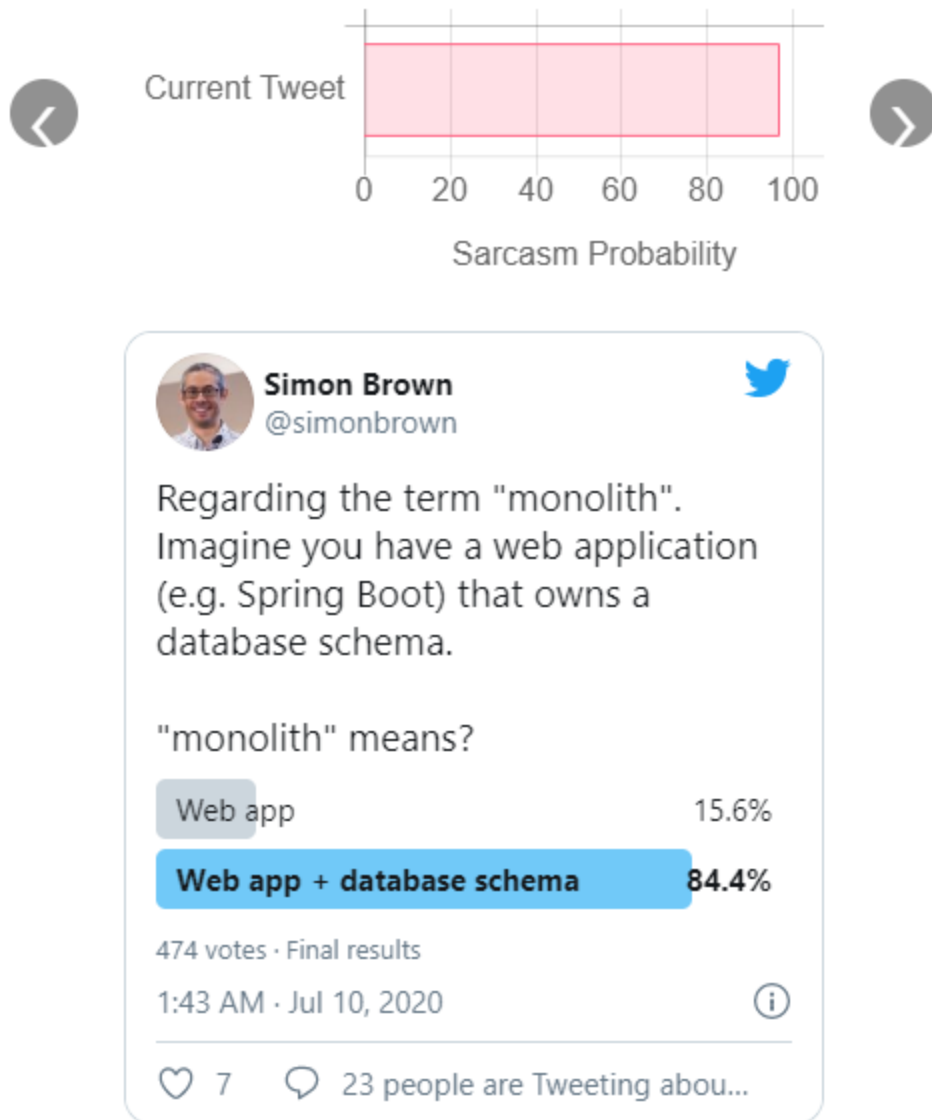 Current Tweet
0 20 40 60 80 100
Sarcasm Probability
Simon Brown
@simonbrown
Regarding the term "monolith".
Imagine you have a web application
(e.g. Spring Boot) that owns a
database schema.
"monolith" means?
Web app 15.6%
Web app + database schema 84.4%
474 votes · Final results
1:43 AM · Jul 10, 2020
7 23 people are Tweeting abou...